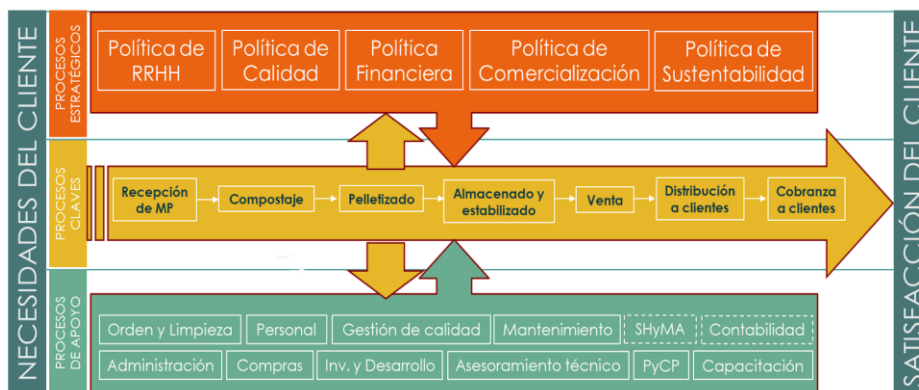 NECESIDADES DEL CLIENTE
PROCESOS
ESTRATÉGICOS
Política de
RRHH
Política de
Calidad
Política
Financiera
Política de
Comercialización
Política de
Sustentabilidad
PROCESOS
CLAVES
Recepción
de MP
Compostaje
Pelletizado
Almacenado y
estabilizado
Venta
Distribución
a clientes
Cobranza
a clientes
PROCESOS
DE APOYO
Orden y Limpieza
Personal
Gestión de calidad
Mantenimiento
SHyMA
Contabilidad
Administración
Compras
Inv. y Desarrollo
Asesoramiento técnico
PyCP
Capacitación
SATISFACCIÓN DEL CLIENTE